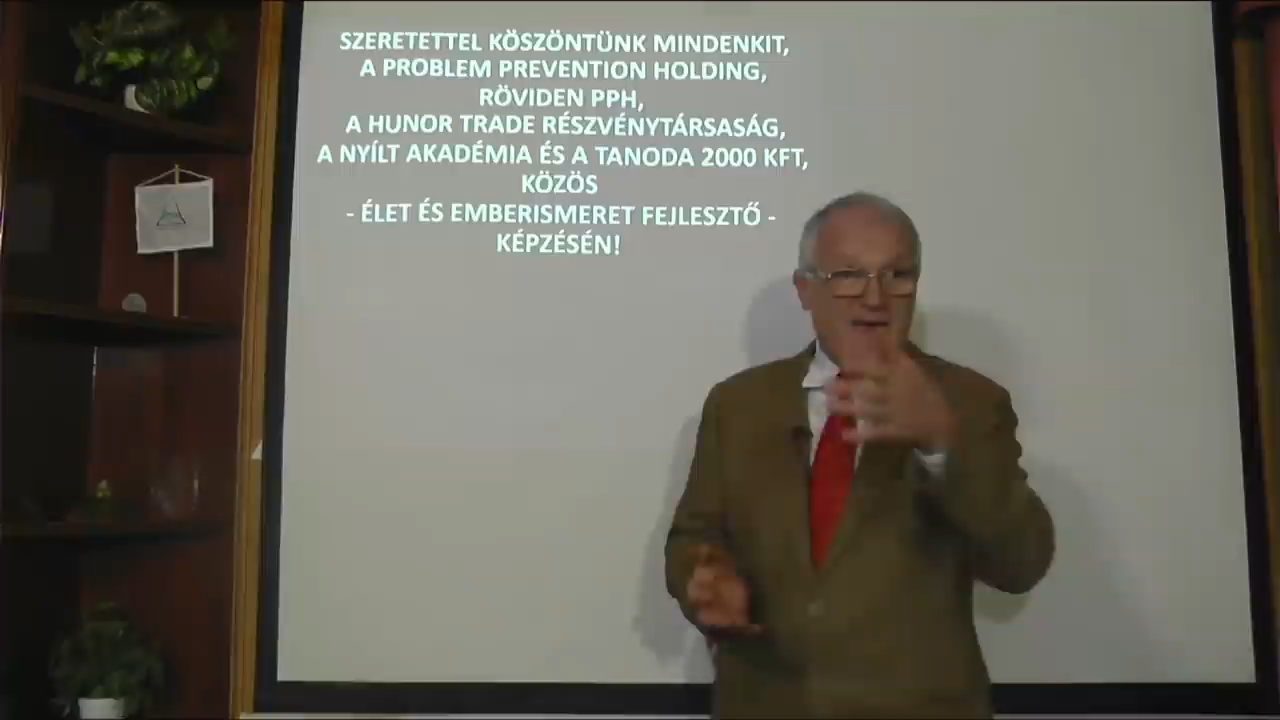 SZERETETTEL KÖSZÖNTÜNK MINDENKIT,
A PROBLEM PREVENTION HOLDING,
RÖVIDEN PPH,
A HUNOR TRADE RÉSZVÉNYTÁRSASÁG,
A NYÍLT AKADÉMIA ÉS A TANODA 2000 KFT,
KÖZÖS
- ÉLET ÉS EMBERISMERET FEJLESZTŐ -
KÉPZÉSÉN!